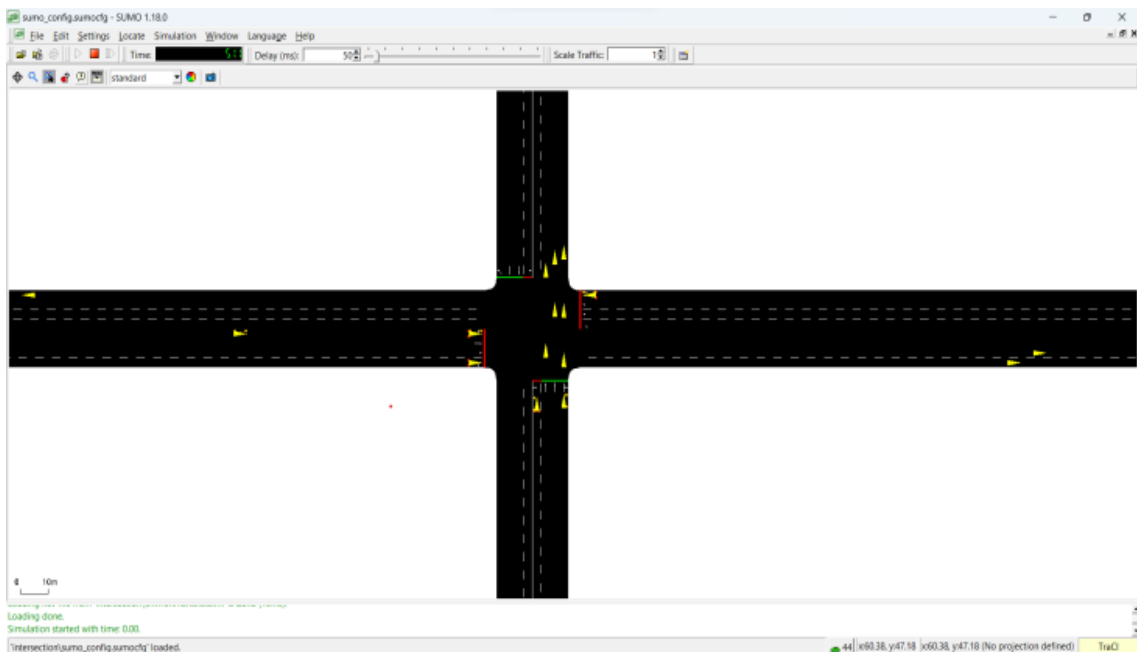 sumo_config.sumocfg - SUMO 1.18.0
File Edit Settings Locate Simulation Window Language Help
Time: Delay (ms): 50 Scale Traffic: 1
standard
0 10m
Loading done.
Simulation started with time: 0.00.
'intersection\sumo_config.sumocfg' loaded.
44 x:60.38, y:47.18 x:60.38, y:47.18 (No projection defined) TraCI